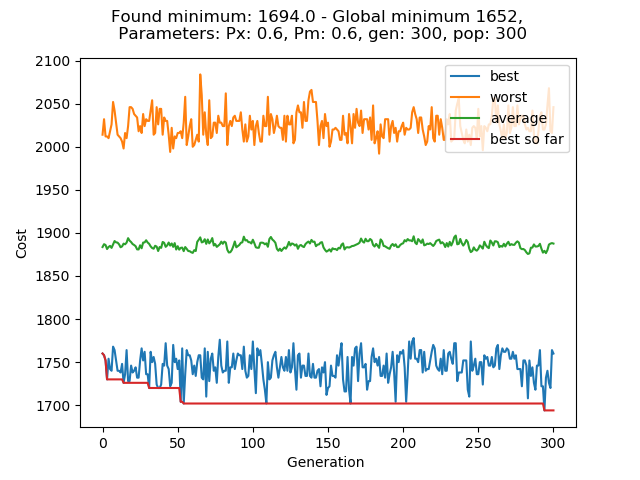 Found minimum: 1694.0 - Global minimum 1652,
Parameters: Px: 0.6, Pm: 0.6, gen: 300, pop: 300
2100
2050
2000
1950
1900
1850
1800
1750
1700
Cost
best
worst
average
best so far
0
50
100
150
200
250
300
Generation